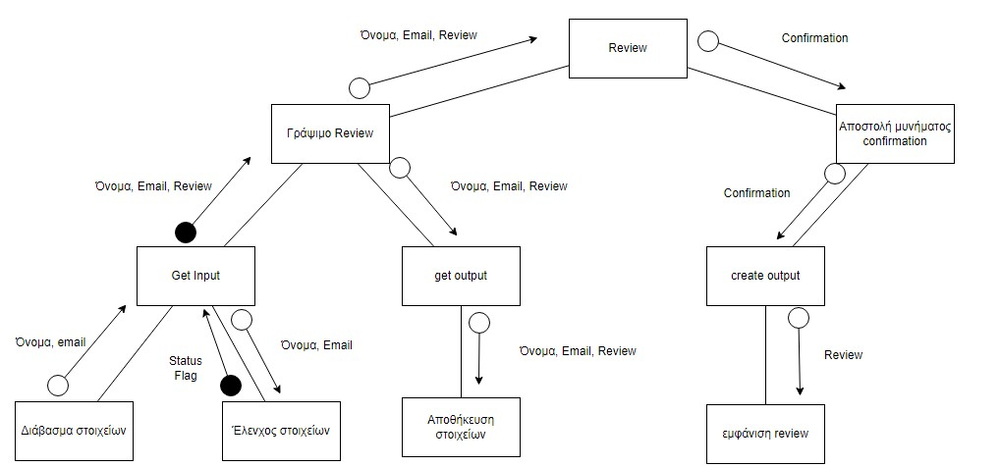 Όνομα, Email, Review
Review
Confirmation
Γράψιμο Review
Αποστολή μυνήματος
confirmation
Όνομα, Email, Review
Όνομα, Email, Review
Confirmation
Get Input
get output
create output
Όνομα, email
Status
Flag
Όνομα, Email
Όνομα, Email, Review
Review
Διάβασμα στοιχείων
Έλενχος στοιχείων
Αποθήκευση
στοιχείων
εμφάνιση review